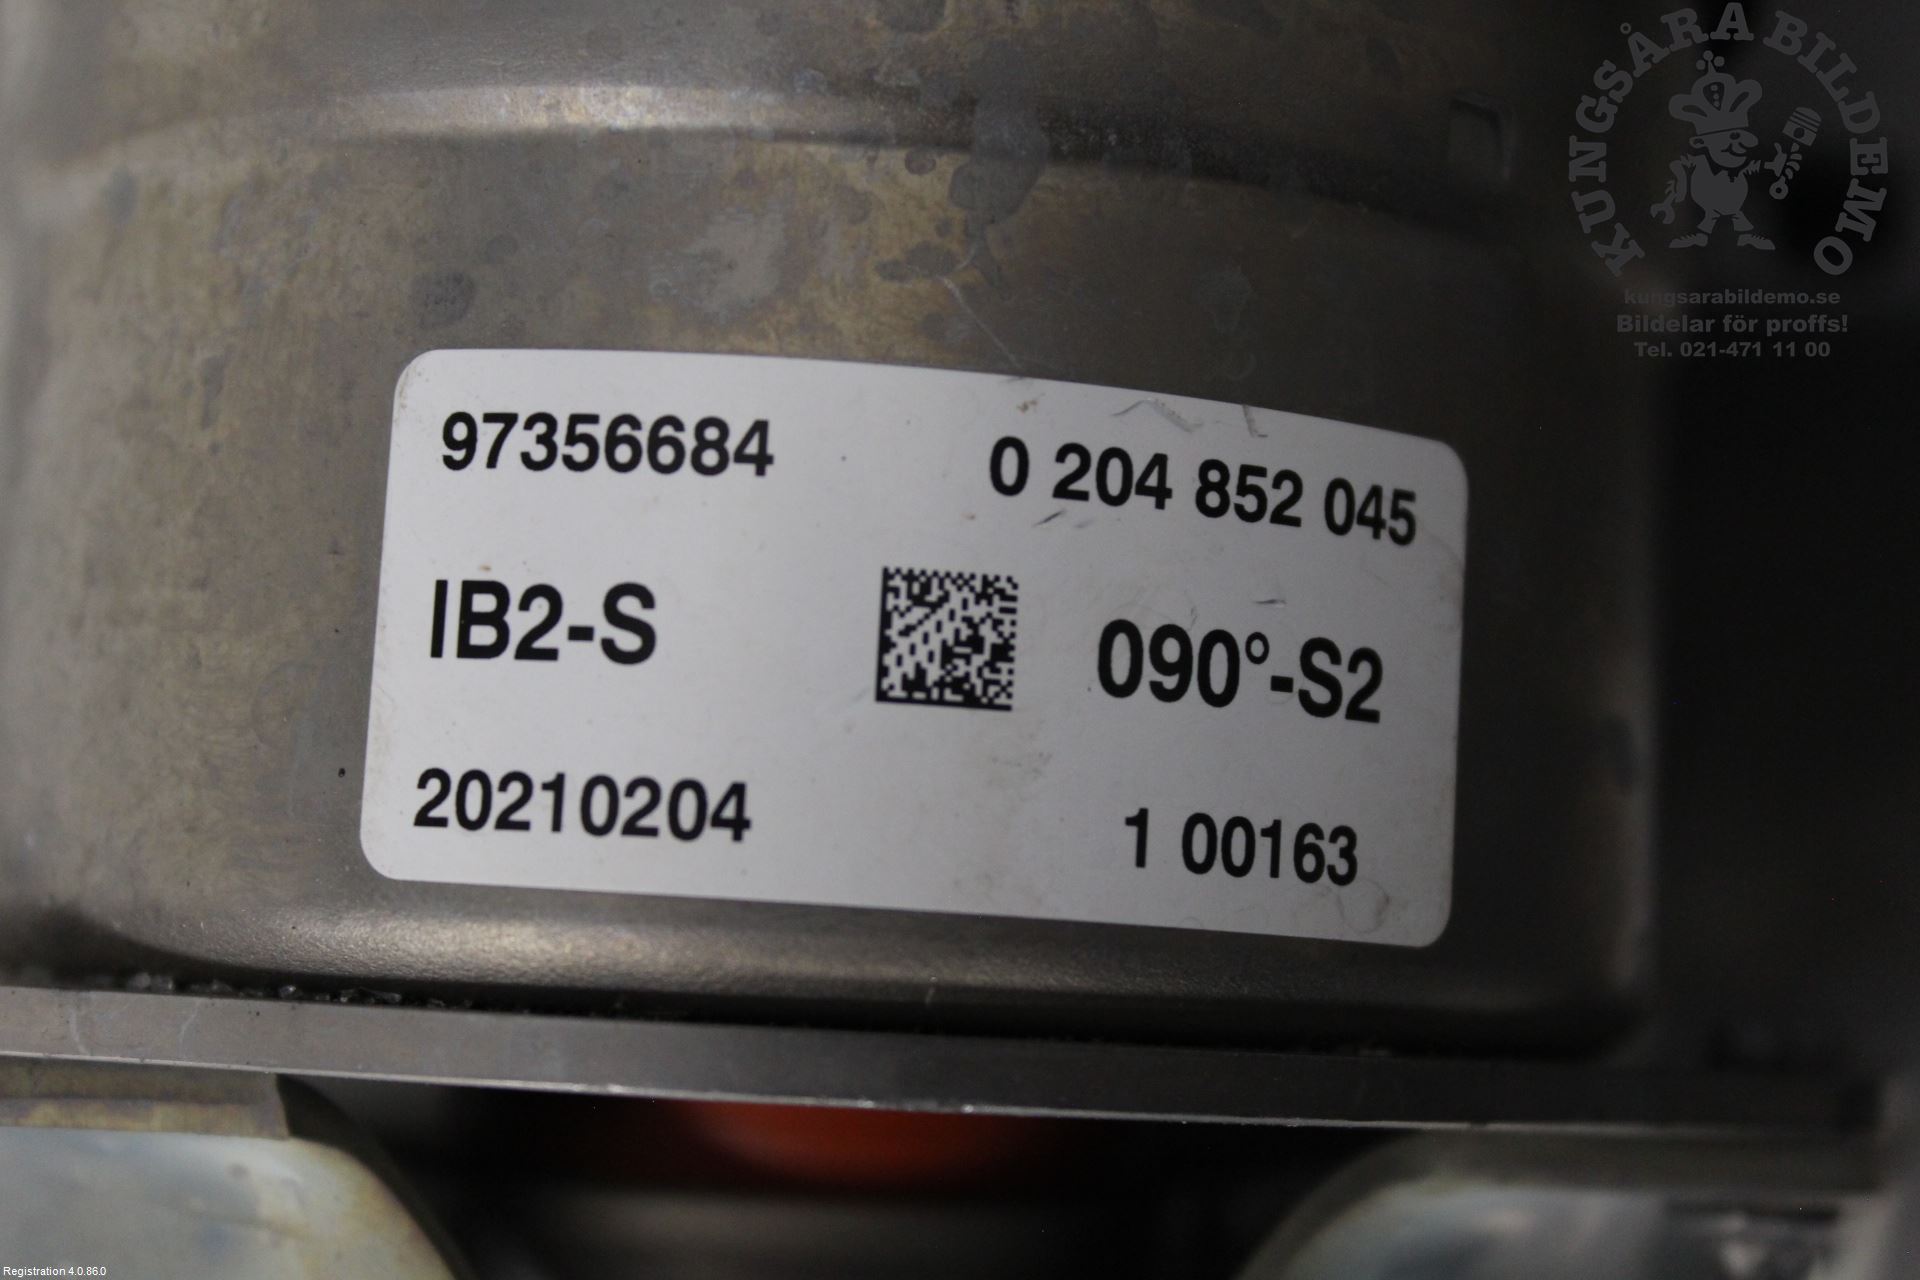 KUNGSÅRA BILDEMO
kungsarabildemo.se
Bildelar för proffs!
Tel. 021-471 11 00
97356684 0 204 852 045
IB2-S 090°-S2
20210204 1 00163
Registration 4.0.86.0